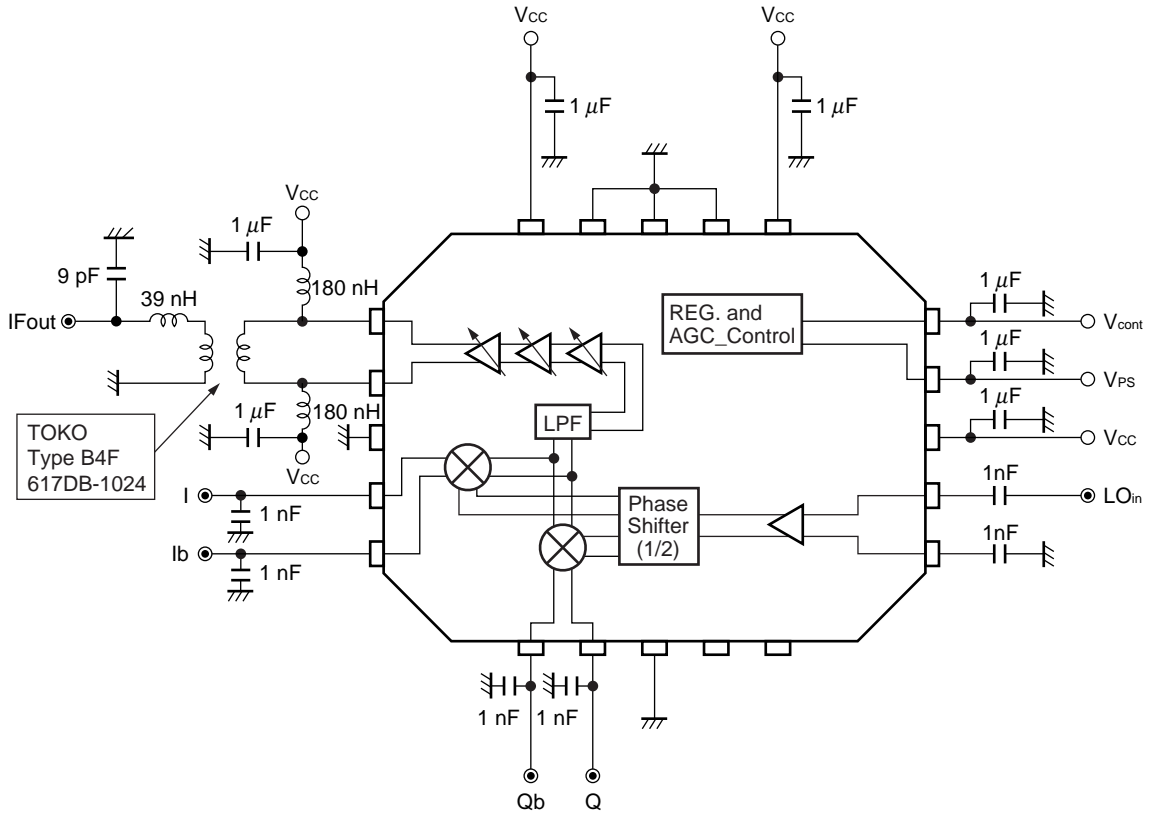 VCC
VCC
1 μF
1 μF
VCC
1 μF
9 pF
39 nH
180 nH
IFout
REG. and
AGC_Control
1 μF
Vcont
1 μF
VPS
1 μF
VCC
180 nH
1 μF
VCC
LPF
TOKO
Type B4F
617DB-1024
I
1 nF
Ib
1 nF
Phase
Shifter
(1/2)
1nF
LOin
1nF
1 nF
1 nF
Qb
Q